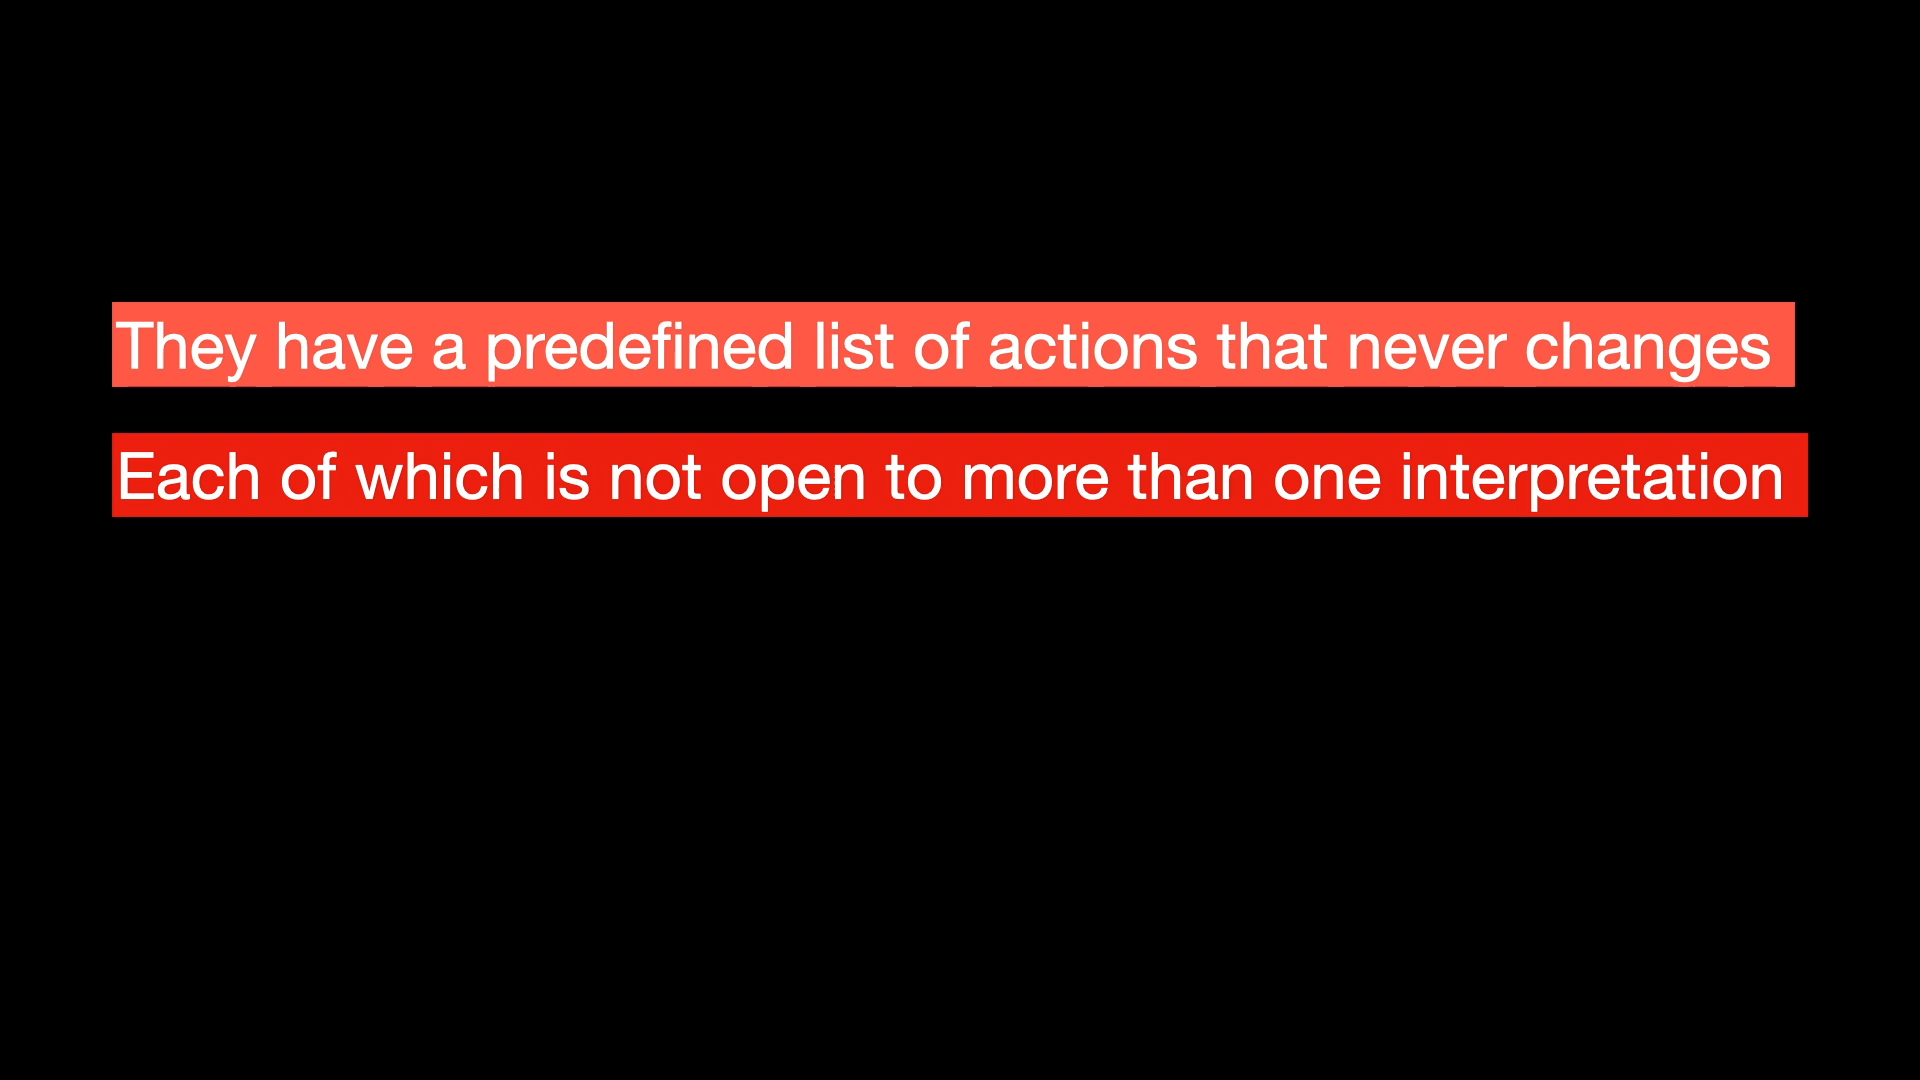 They have a predefined list of actions that never changes
Each of which is not open to more than one interpretation